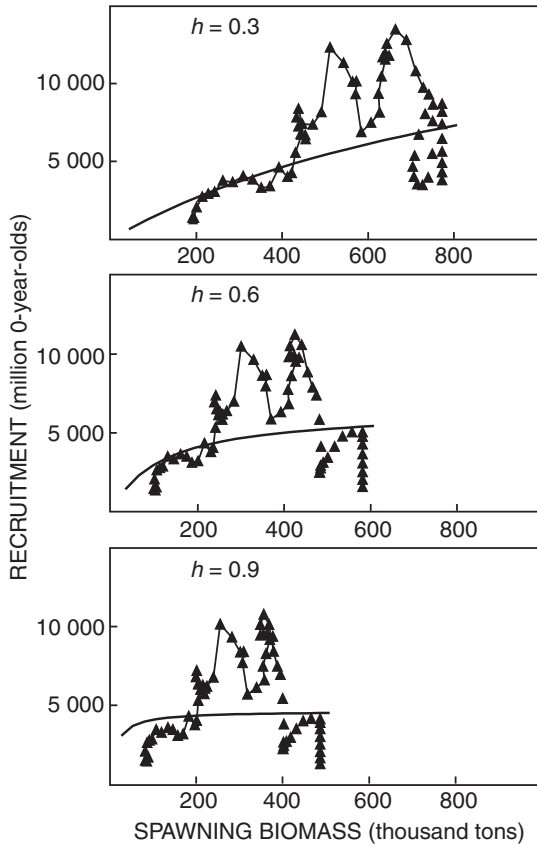 h = 0.3
10 000
5 000
200 400 600 800
h = 0.6
10 000
5 000
200 400 600 800
h = 0.9
10 000
5 000
200 400 600 800
SPAWNING BIOMASS (thousand tons)
RECRUITMENT (million 0-year-olds)